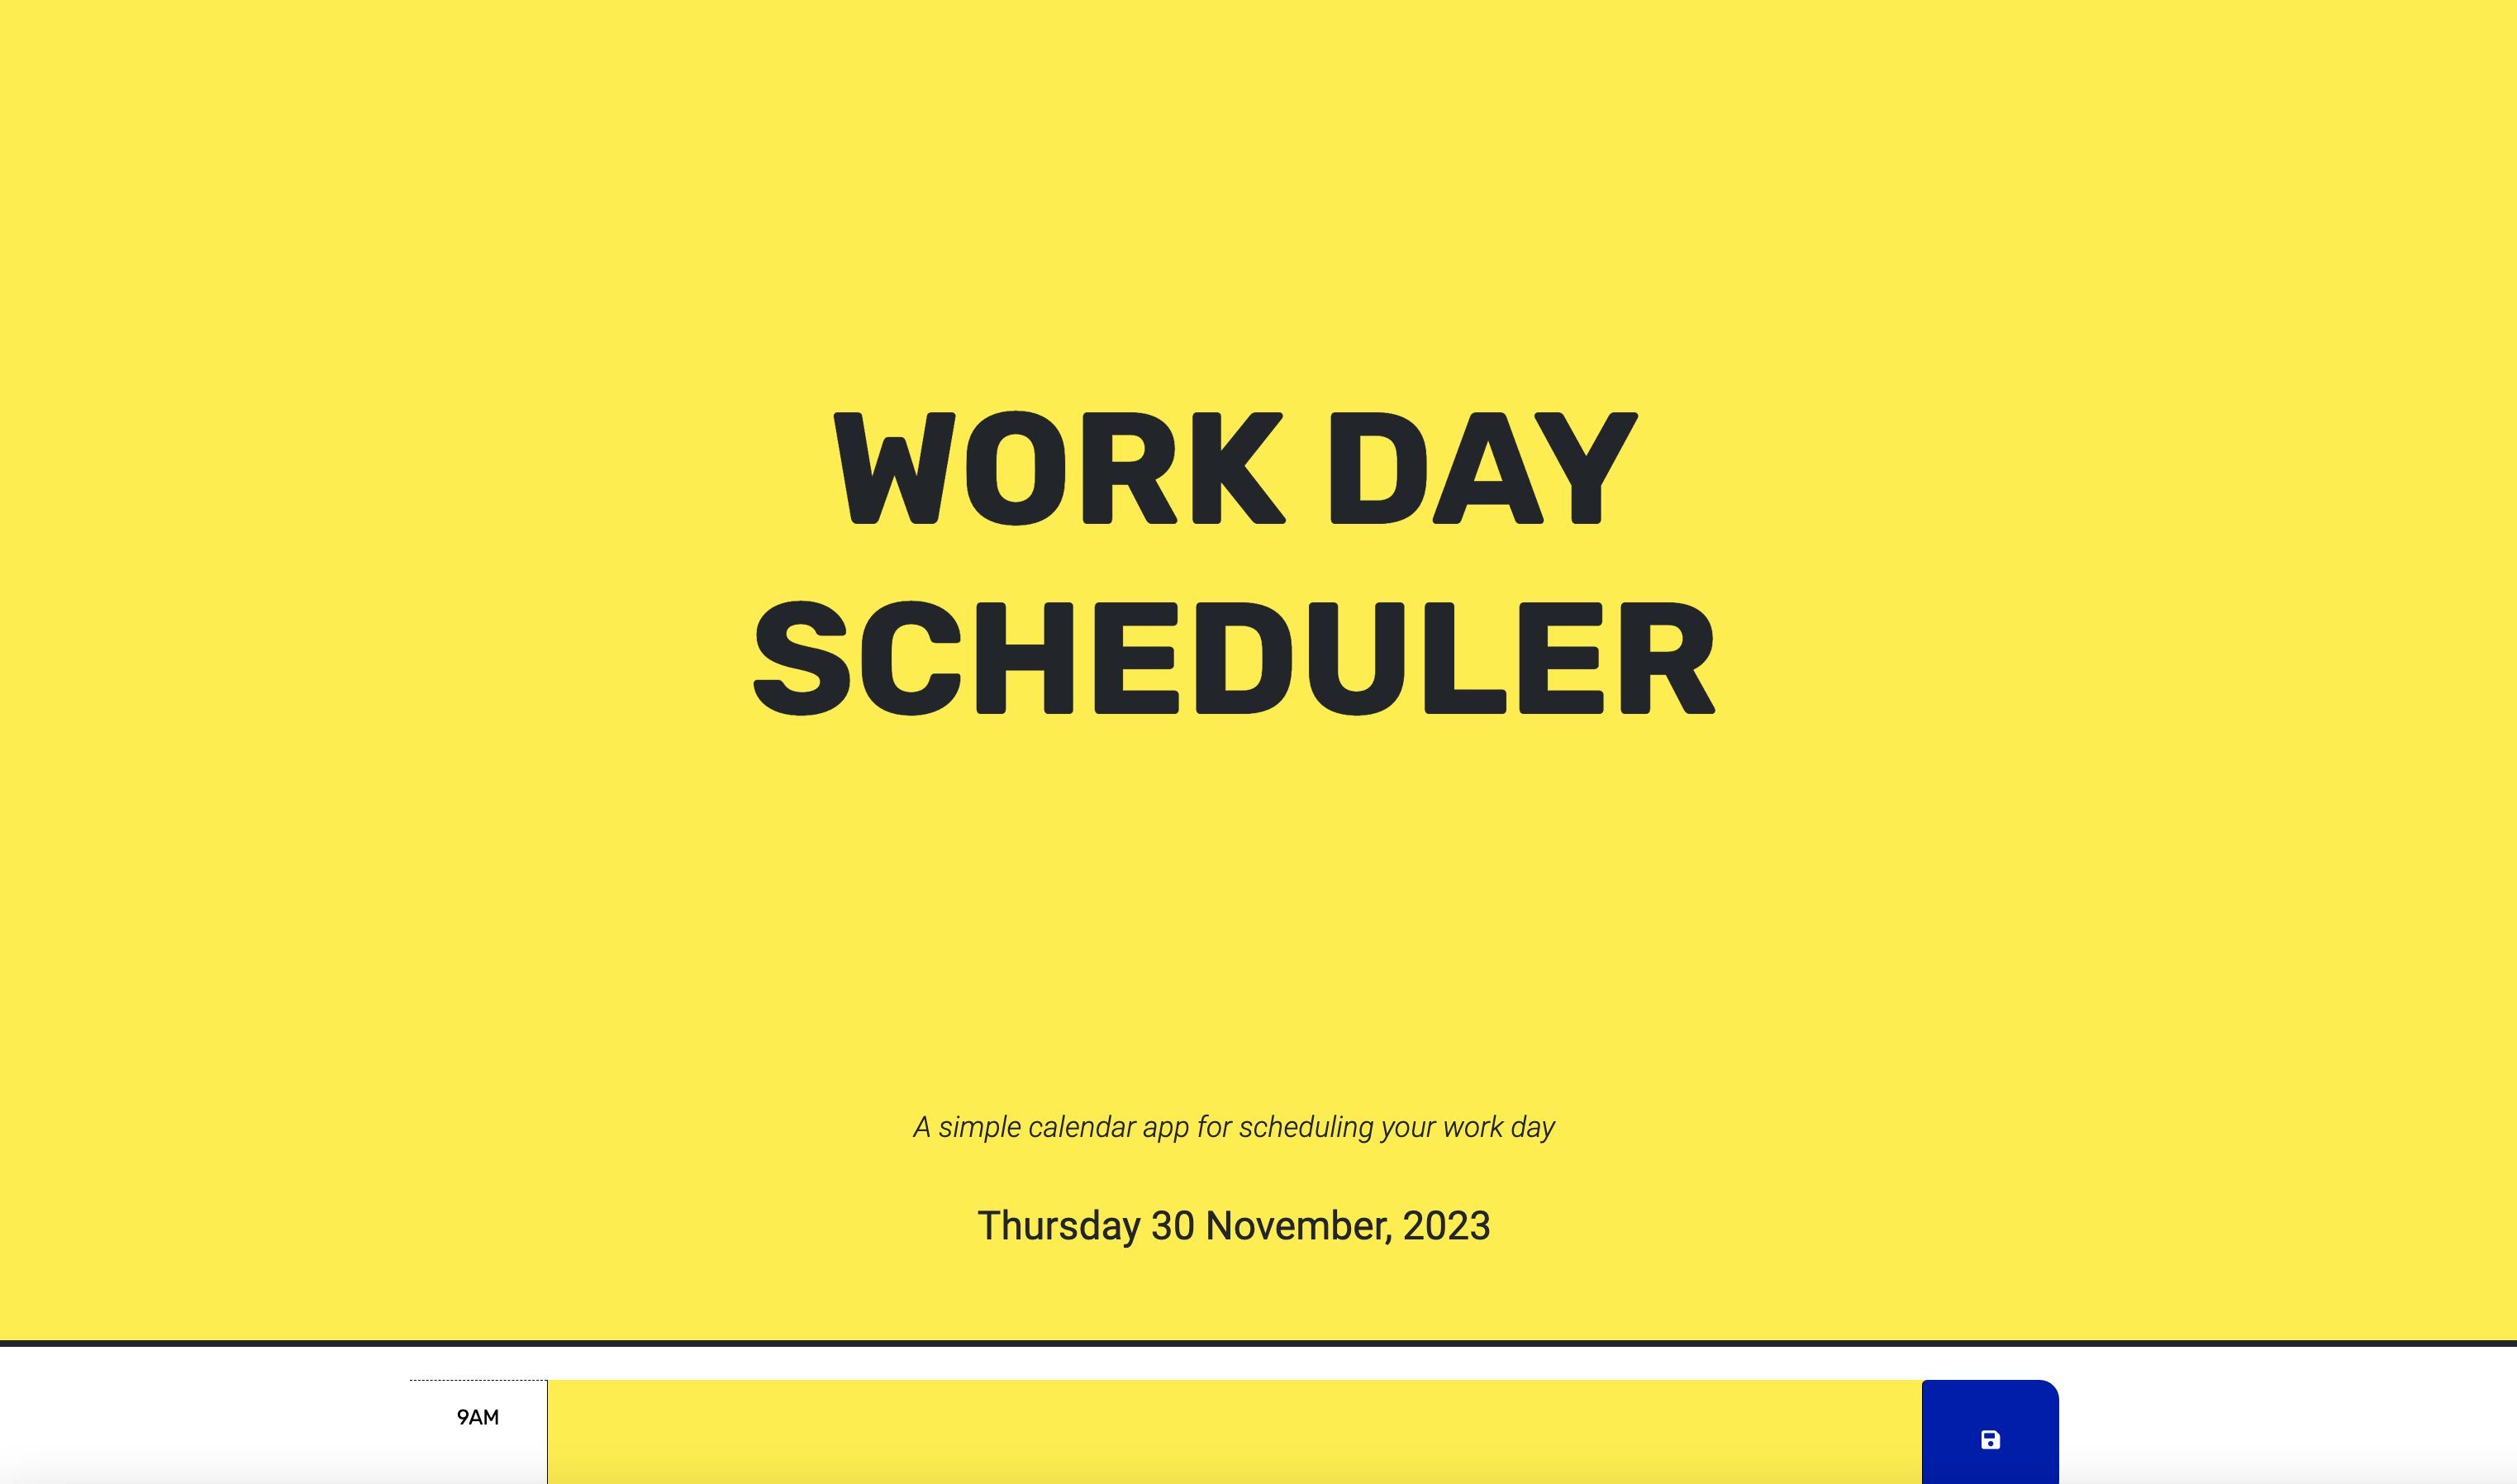 WORK DAY
SCHEDULER
A simple calendar app for scheduling your work day
Thursday 30 November, 2023
9AM